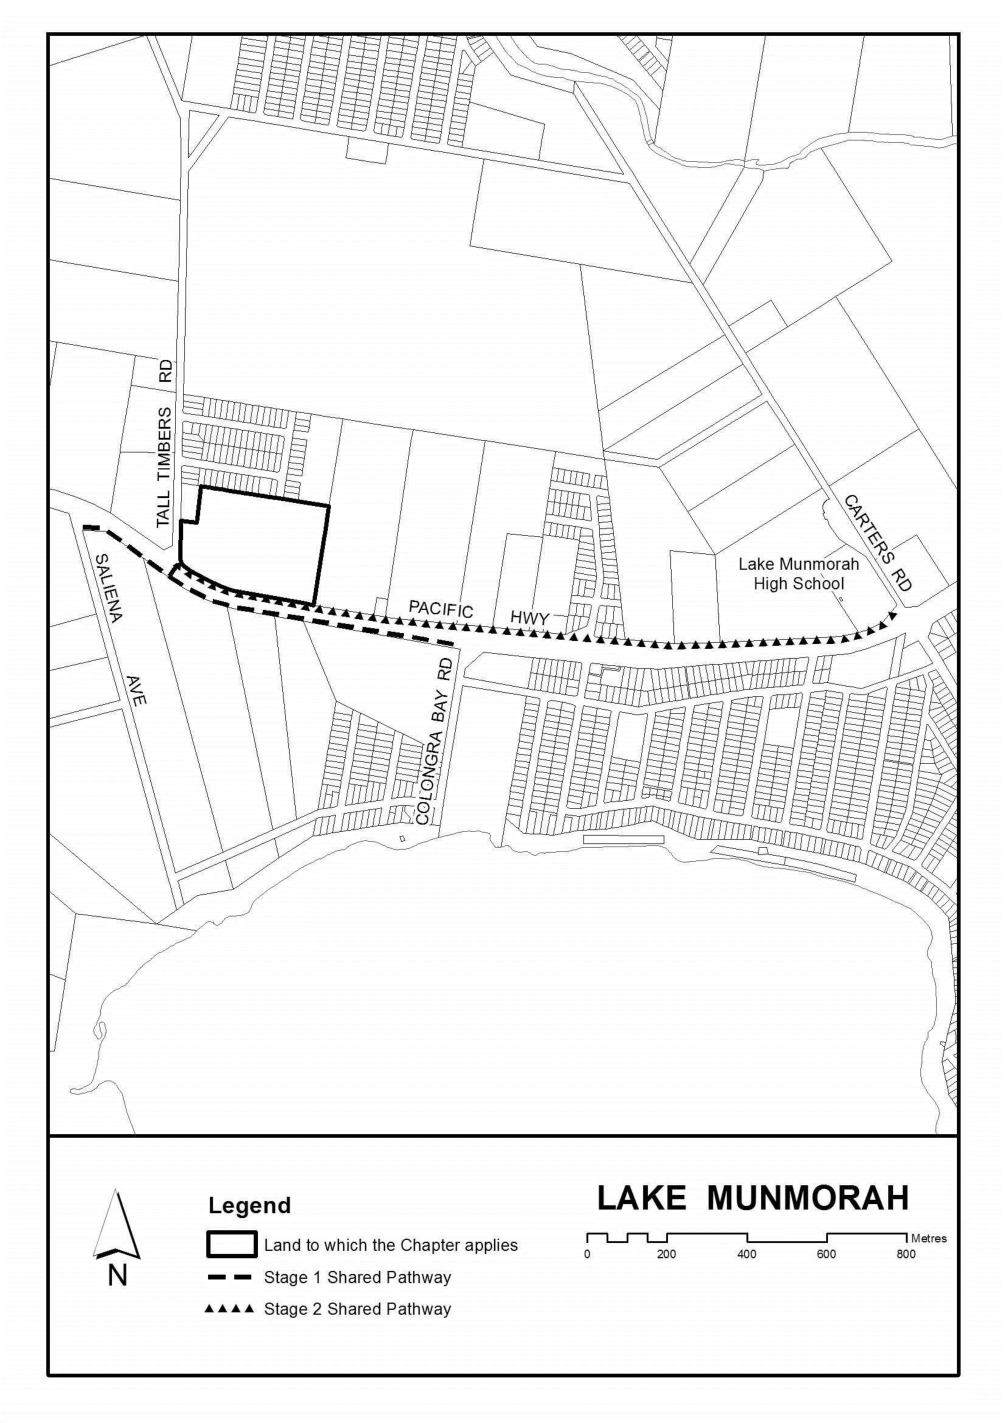 TALL TIMBERS RD
SALIENA AVE
PACIFIC HWY
COLONGRA BAY RD
CARTERS RD
Lake Munmorah
High School
N
Legend
Land to which the Chapter applies
Stage 1 Shared Pathway
Stage 2 Shared Pathway
LAKE MUNMORAH
Metres
0 200 400 600 800